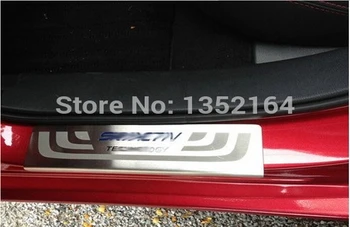 Store No: 1352164
SKYACTIV
TECHNOLOGY